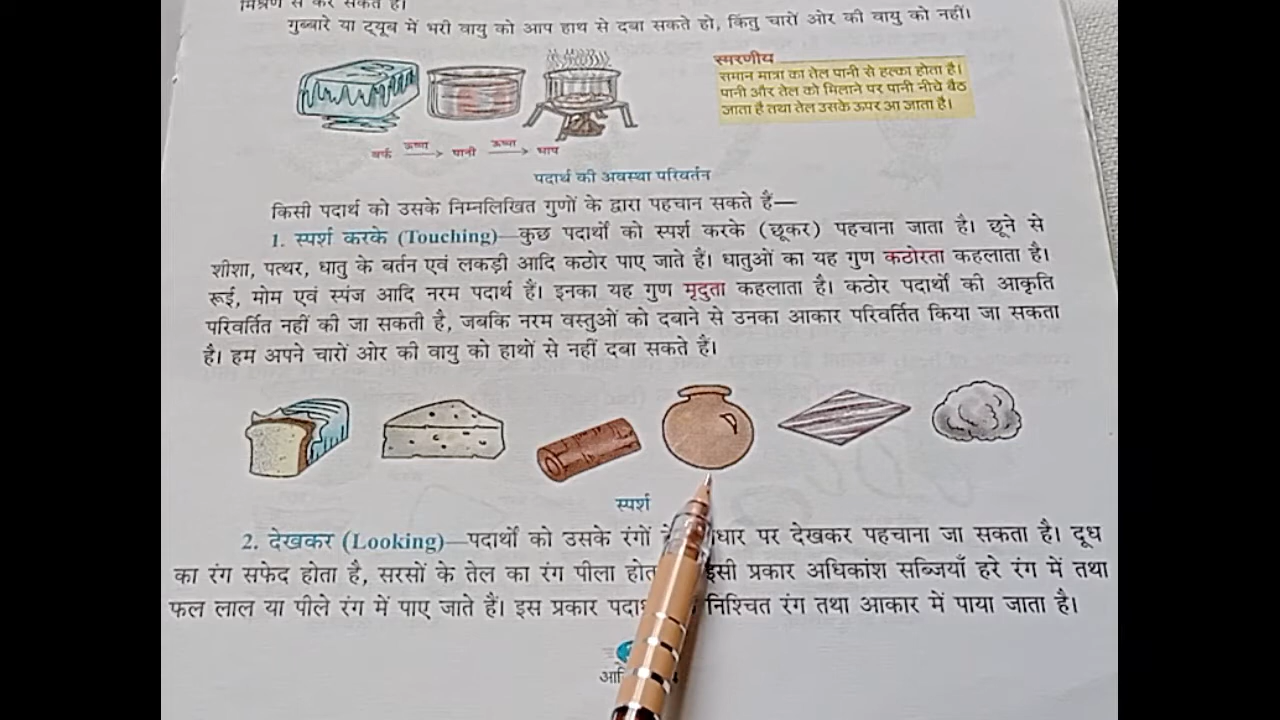 मिश्रण से कर सकते हैं।
गुब्बारे या ट्यूब में भरी वायु को आप हाथ से दबा सकते हो, किंतु चारों ओर की वायु को नहीं।
स्मरणीय
समान मात्रा का तेल पानी से हल्का होता है।
पानी और तेल को मिलाने पर पानी नीचे बैठ
जाता है तथा तेल उसके ऊपर आ जाता है।
बर्फ ऊष्मा पानी ऊष्मा भाप
पदार्थ की अवस्था परिवर्तन
किसी पदार्थ को उसके निम्नलिखित गुणों के द्वारा पहचान सकते हैं—
1. स्पर्श करके (Touching)—कुछ पदार्थों को स्पर्श करके (छूकर) पहचाना जाता है। छूने से
शीशा, पत्थर, धातु के बर्तन एवं लकड़ी आदि कठोर पाए जाते हैं। धातुओं का यह गुण कठोरता कहलाता है।
रूई, मोम एवं स्पंज आदि नरम पदार्थ हैं। इनका यह गुण मृदुता कहलाता है। कठोर पदार्थों की आकृति
परिवर्तित नहीं की जा सकती है, जबकि नरम वस्तुओं को दबाने से उनका आकार परिवर्तित किया जा सकता
है। हम अपने चारों ओर की वायु को हाथों से नहीं दबा सकते हैं।
स्पर्श
2. देखकर (Looking)—पदार्थों को उसके रंगों धार पर देखकर पहचाना जा सकता है। दूध
का रंग सफेद होता है, सरसों के तेल का रंग पीला होत इसी प्रकार अधिकांश सब्जियाँ हरे रंग में तथा
फल लाल या पीले रंग में पाए जाते हैं। इस प्रकार पदा निश्चित रंग तथा आकार में पाया जाता है।